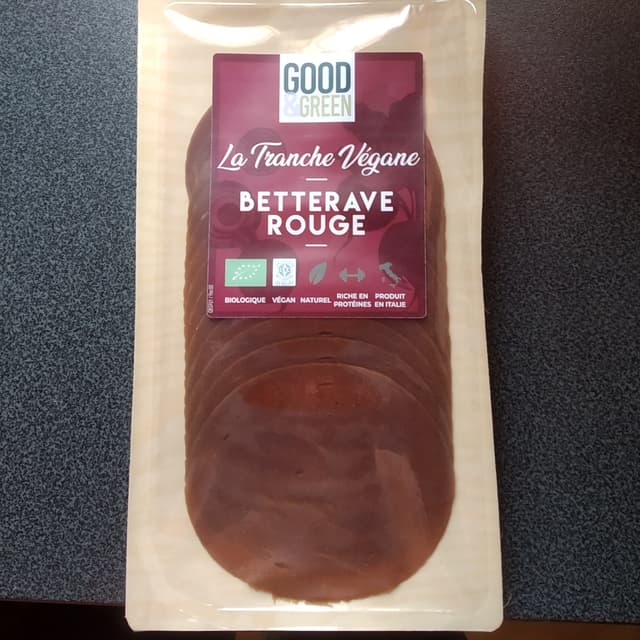 GOOD
&GREEN
La Tranche Végane
BETTERAVE
ROUGE
BIOLOGIQUE
VÉGAN
NATUREL
RICHE EN
PROTÉINES
PRODUIT
EN ITALIE